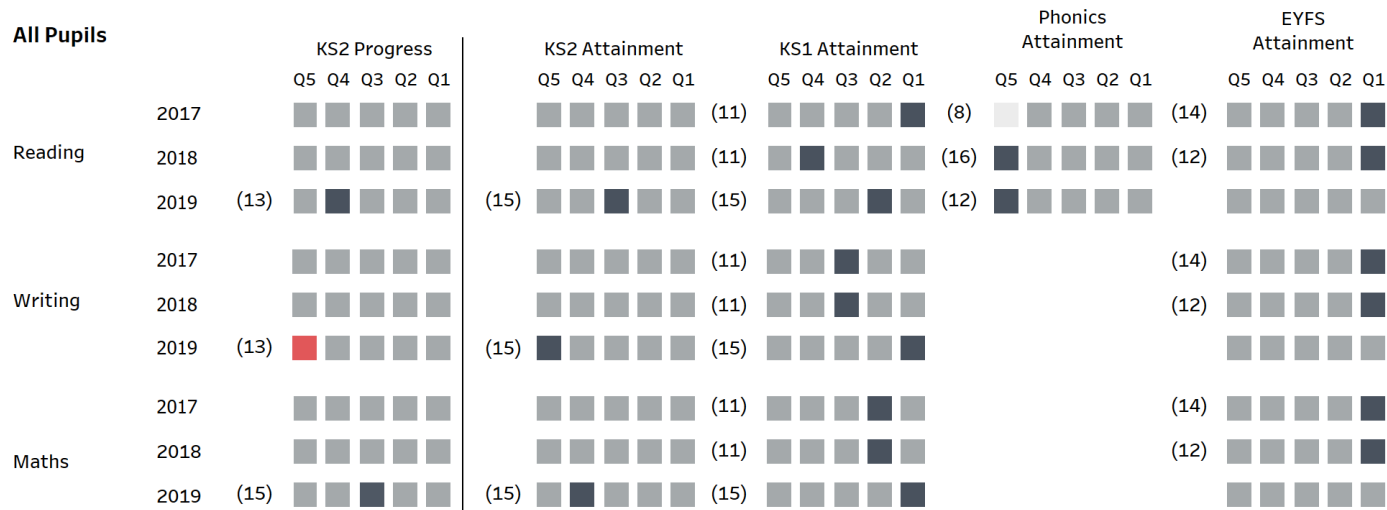 All Pupils
KS2 Progress KS2 Attainment KS1 Attainment Phonics Attainment EYFS Attainment
Q5 Q4 Q3 Q2 Q1 Q5 Q4 Q3 Q2 Q1 Q5 Q4 Q3 Q2 Q1 Q5 Q4 Q3 Q2 Q1 Q5 Q4 Q3 Q2 Q1
Reading
2017 (11) (8) (14)
2018 (11) (16) (12)
2019 (13) (15) (15) (12)
Writing
2017 (11) (14)
2018 (11) (12)
2019 (13) (15) (15)
Maths
2017 (11) (14)
2018 (11) (12)
2019 (15) (15) (15)